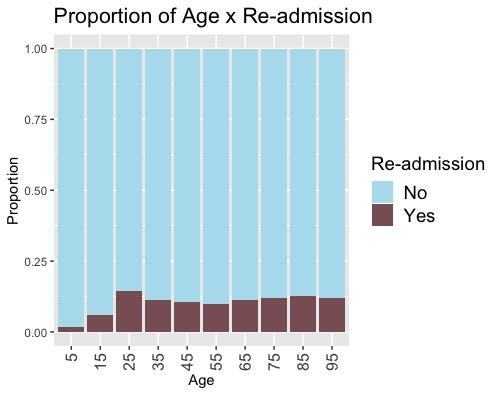 Proportion of Age x Re-admission
1.00
0.75
0.50
0.25
0.00
Proportion
5 15 25 35 45 55 65 75 85 95
Age
Re-admission
No
Yes